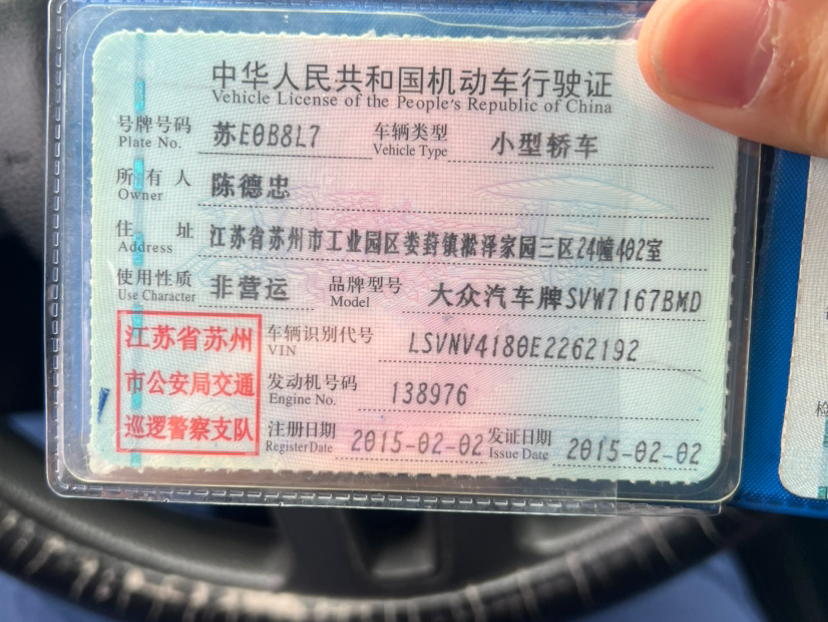 中华人民共和国机动车行驶证
Vehicle License of the People's Republic of China
号牌号码 苏E0B8L7 车辆类型 小型轿车
Plate No. Vehicle Type
所有人 陈德忠
Owner
住址 江苏省苏州市工业园区娄葑镇淞泽家园三区24幢402室
Address
使用性质 非营运 品牌型号 大众汽车牌SVW7167BMD
Use Character Model
江苏省苏州
市公安局交通
巡逻警察支队
车辆识别代号 LSVNV4180E2262192
VIN
发动机号码 138976
Engine No.
注册日期 2015-02-02 发证日期 2015-02-02
Register Date Issue Date